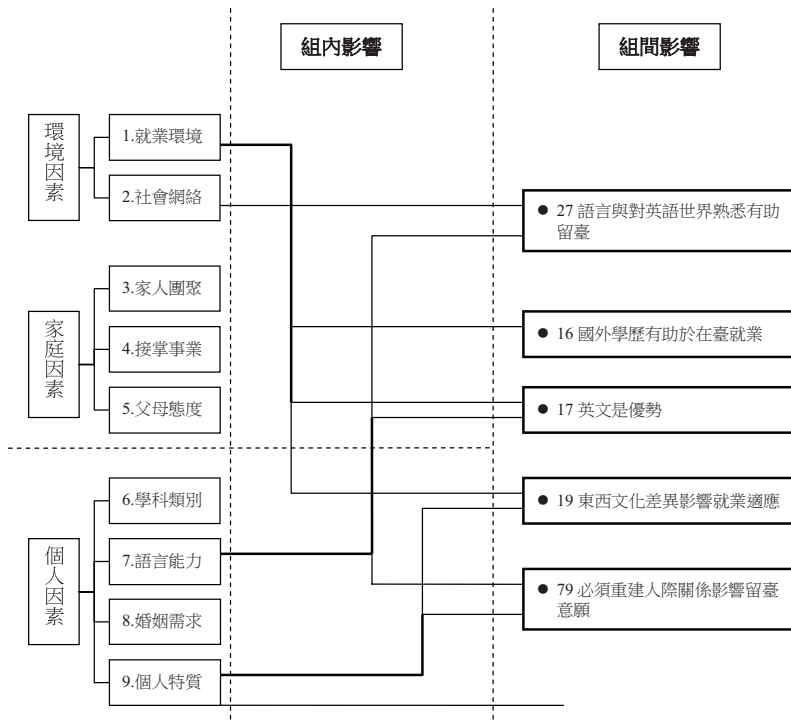 組內影響
組間影響
環境因素
1.就業環境
2.社會網絡
● 27 語言與對英語世界熟悉有助
留臺
家庭因素
3.家人團聚
4.接掌事業
5.父母態度
● 16 國外學歷有助於在臺就業
● 17 英文是優勢
個人因素
6.學科類別
7.語言能力
8.婚姻需求
9.個人特質
● 19 東西文化差異影響就業適應
● 79 必須重建人際關係影響留臺
意願